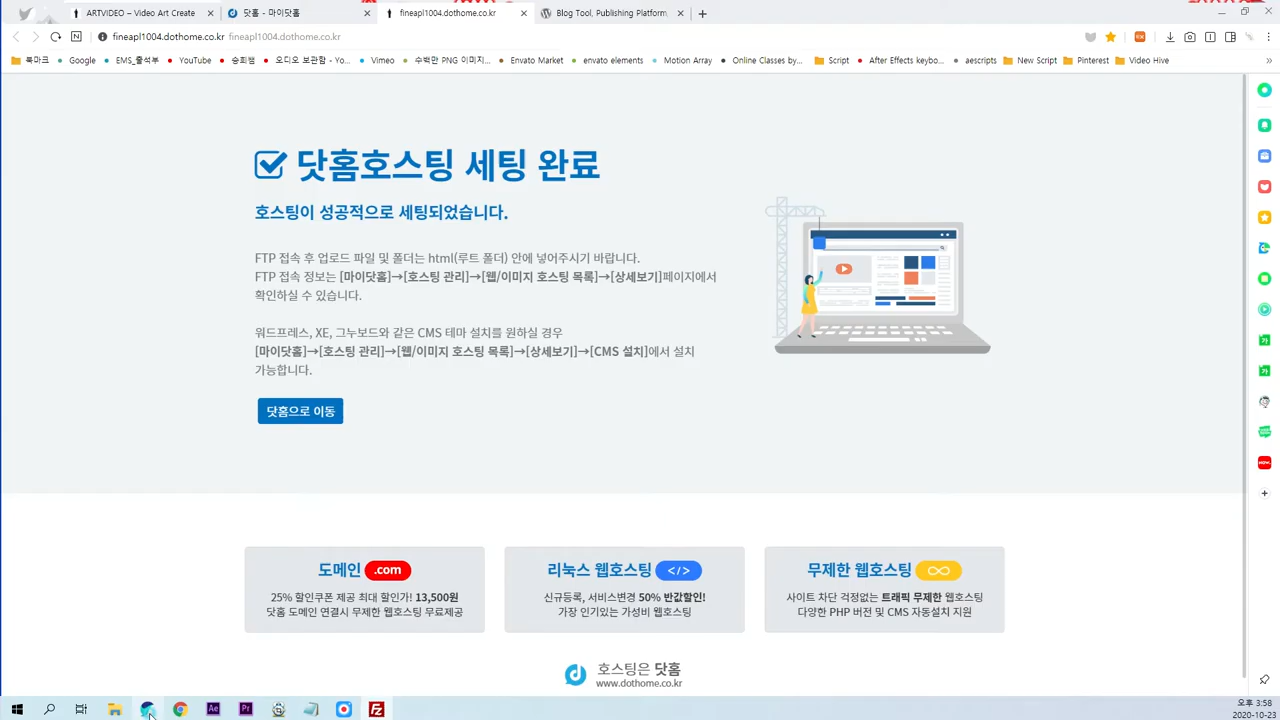 ARTVIDEO – Video Art Create
닷홈 - 마이닷홈
fineapl1004.dothome.co.kr
Blog Tool, Publishing Platform,
fineapl1004.dothome.co.kr fineapl1004.dothome.co.kr
북마크
Google
EMS_출석부
YouTube
승희쌤
오디오 보관함 - Yo...
Vimeo
수백만 PNG 이미지...
Envato Market
envato elements
Motion Array
Online Classes by...
Script
After Effects keybo...
aescripts
New Script
Pinterest
Video Hive
닷홈호스팅 세팅 완료
호스팅이 성공적으로 세팅되었습니다.
FTP 접속 후 업로드 파일 및 폴더는 html(루트 폴더) 안에 넣어주시기 바랍니다.
FTP 접속 정보는 [마이닷홈]→[호스팅 관리]→[웹/이미지 호스팅 목록]→[상세보기]페이지에서
확인하실 수 있습니다.
워드프레스, XE, 그누보드와 같은 CMS 테마 설치를 원하실 경우
[마이닷홈]→[호스팅 관리]→[웹/이미지 호스팅 목록]→[상세보기]→[CMS 설치]에서 설치
가능합니다.
닷홈으로 이동
도메인 .com
25% 할인쿠폰 제공 최대 할인가! 13,500원
닷홈 도메인 연결시 무제한 웹호스팅 무료제공
리눅스 웹호스팅 </>
신규등록, 서비스변경 50% 반값할인!
가장 인기있는 가성비 웹호스팅
무제한 웹호스팅
사이트 차단 걱정없는 트래픽 무제한 웹호스팅
다양한 PHP 버전 및 CMS 자동설치 지원
호스팅은 닷홈
www.dothome.co.kr
Ae
Pr
오후 3:58
2020-10-23